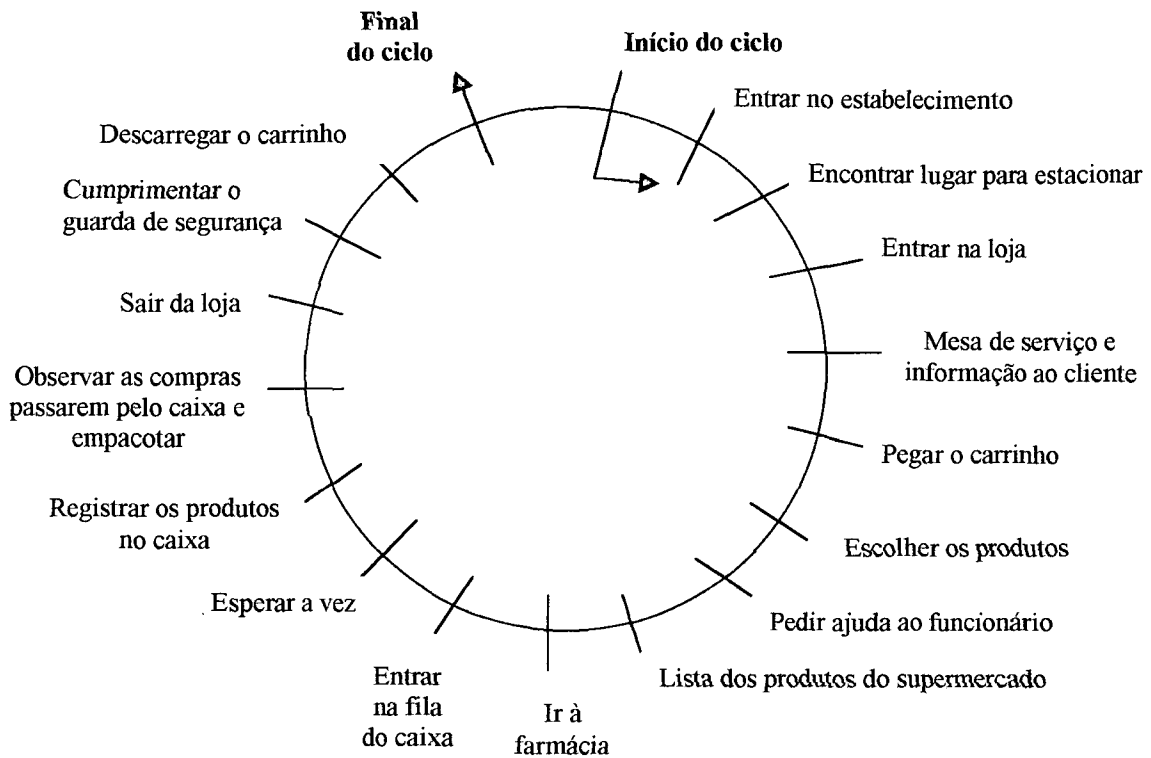 Final
do ciclo
Início do ciclo
Entrar no estabelecimento
Encontrar lugar para estacionar
Entrar na loja
Mesa de serviço e
informação ao cliente
Pegar o carrinho
Escolher os produtos
Pedir ajuda ao funcionário
Lista dos produtos do supermercado
Ir à
farmácia
Entrar
na fila
do caixa
Esperar a vez
Registrar os produtos
no caixa
Observar as compras
passarem pelo caixa e
empacotar
Sair da loja
Cumprimentar o
guarda de segurança
Descarregar o carrinho